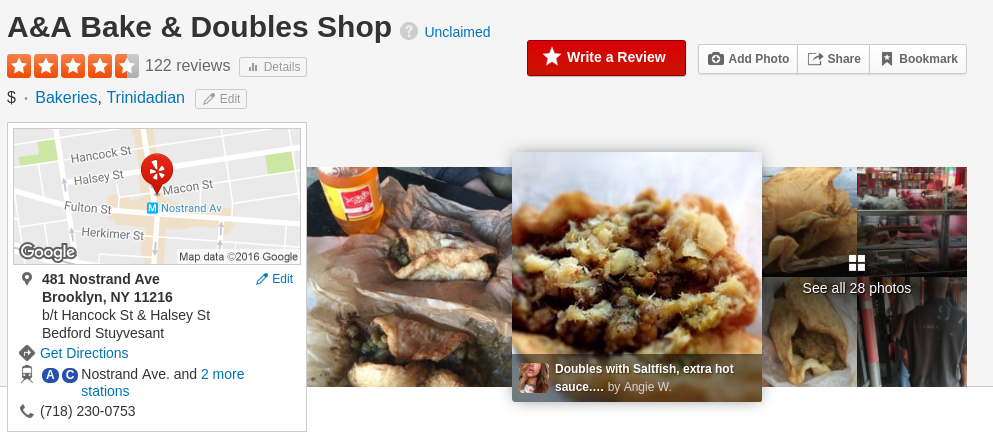 A&A Bake & Doubles Shop ? Unclaimed
122 reviews Details
Write a Review
Add Photo Share Bookmark
$ · Bakeries, Trinidadian Edit
Hancock St
Halsey St
Macon St
Fulton St
M Nostrand Av
Herkimer St
Google
Map data ©2016 Google
481 Nostrand Ave Edit
Brooklyn, NY 11216
b/t Hancock St & Halsey St
Bedford Stuyvesant
Get Directions
A C Nostrand Ave. and 2 more
stations
(718) 230-0753
Doubles with Saltfish, extra hot
sauce.... by Angie W.
See all 28 photos